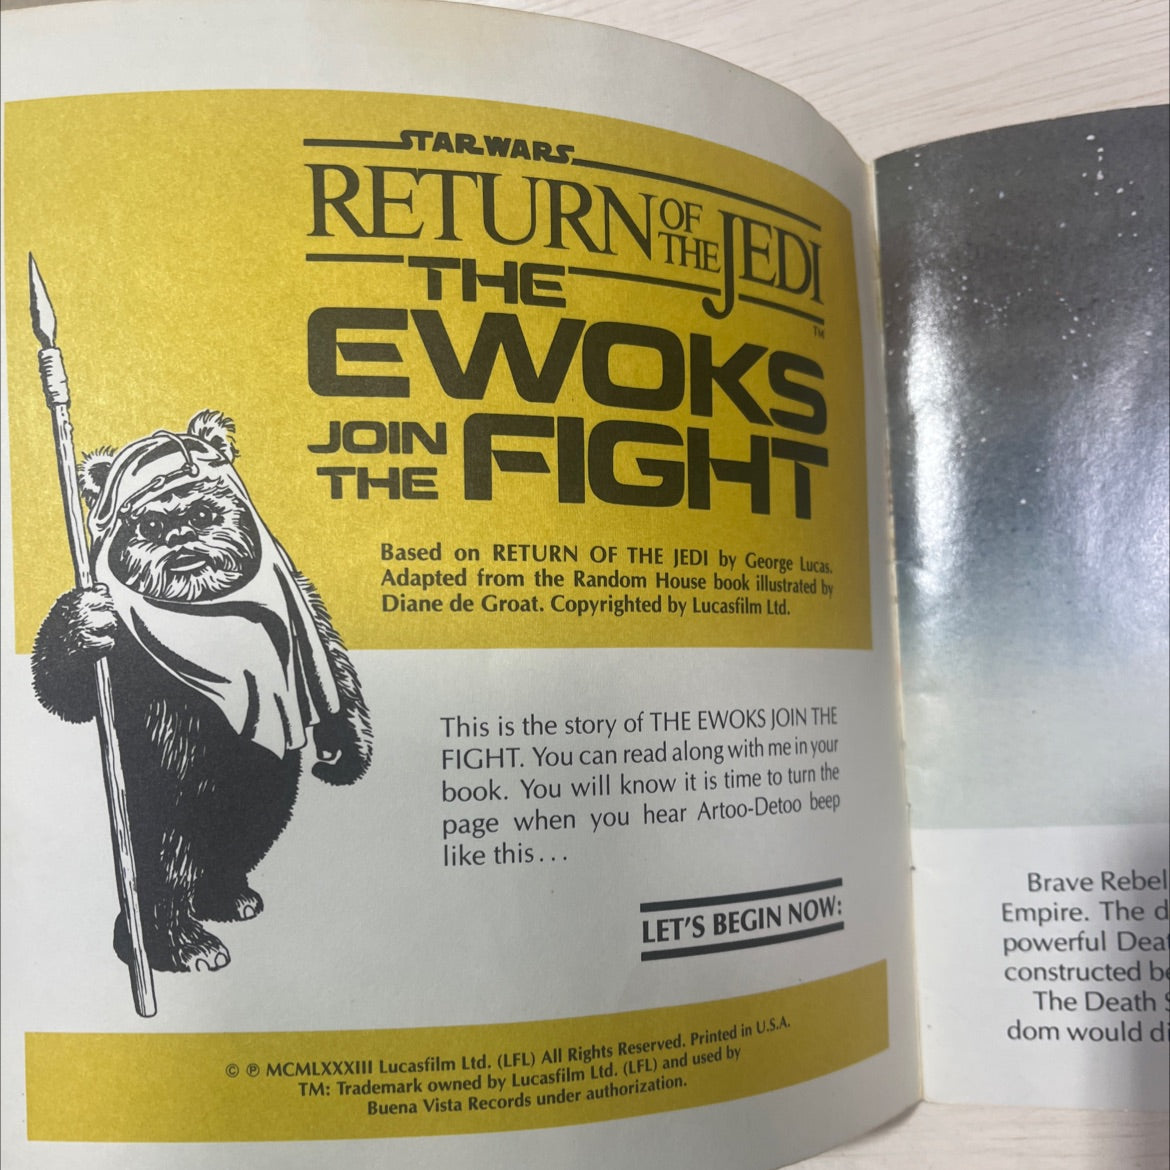 STAR WARS
RETURN OF THE JEDI
TM
THE
EWOKS
JOIN THE FIGHT
Based on RETURN OF THE JEDI by George Lucas.
Adapted from the Random House book illustrated by
Diane de Groat. Copyrighted by Lucasfilm Ltd.
This is the story of THE EWOKS JOIN THE
FIGHT. You can read along with me in your
book. You will know it is time to turn the
page when you hear Artoo-Detoo beep
like this...
LET'S BEGIN NOW:
© ℗ MCMLXXXIII Lucasfilm Ltd. (LFL) All Rights Reserved. Printed in U.S.A.
TM: Trademark owned by Lucasfilm Ltd. (LFL) and used by
Buena Vista Records under authorization.
Brave Rebel
Empire. The
powerful
constructed
The Death
dom would